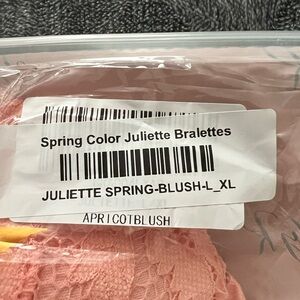 Spring Color Juliette Bralettes
JULIETTE SPRING-BLUSH-L_XL
APRICOTBLUSH